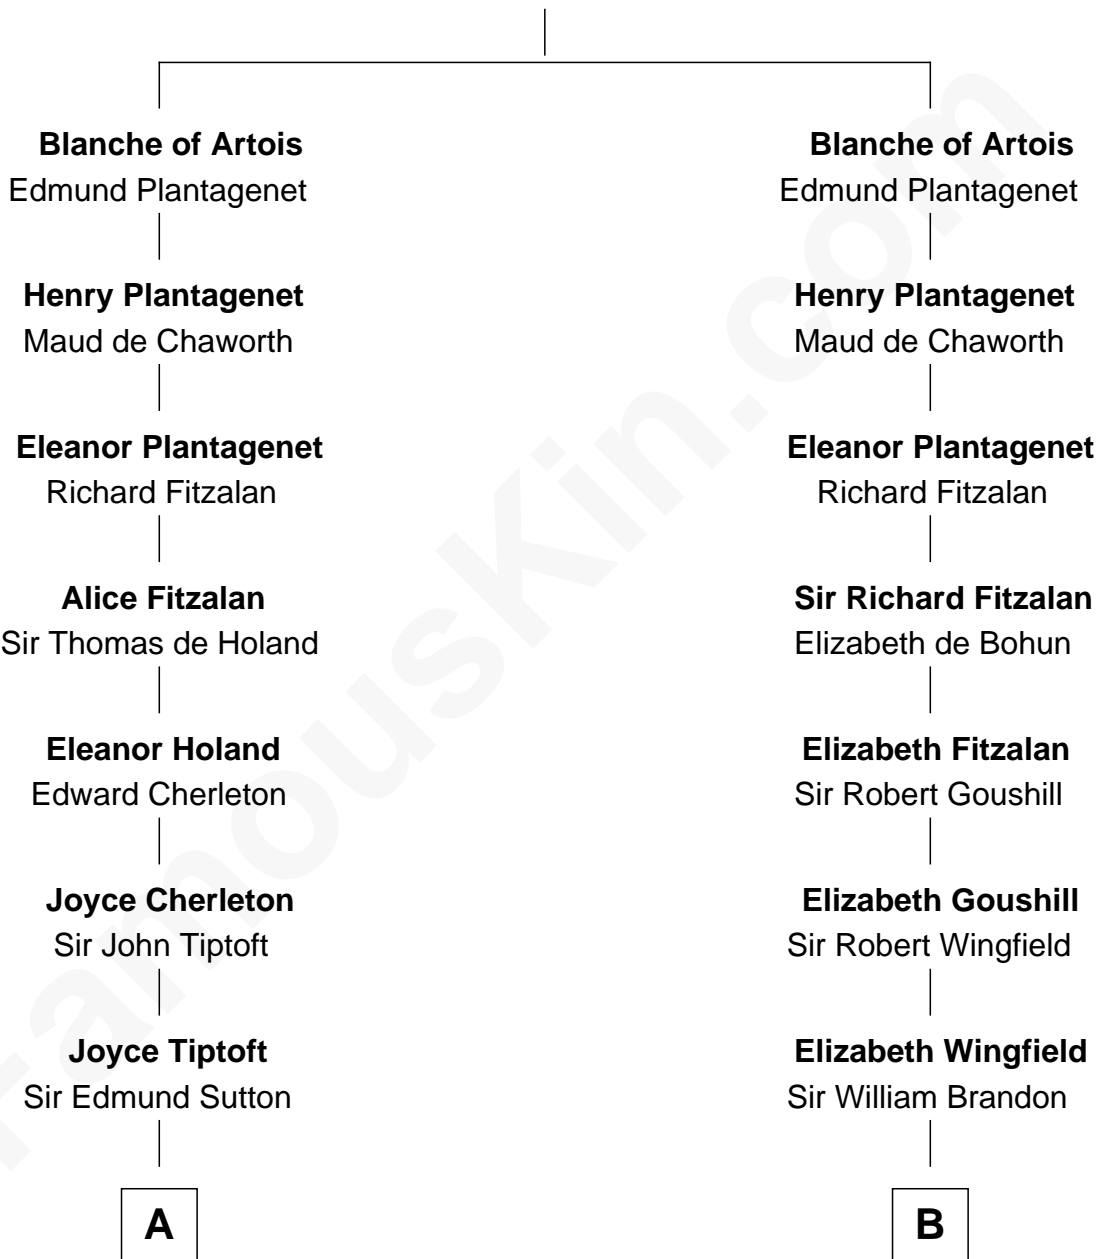 Blanche of Artois
Edmund Plantagenet
Henry Plantagenet
Maud de Chaworth
Eleanor Plantagenet
Richard Fitzalan
Alice Fitzalan
Sir Thomas de Holand
Eleanor Holand
Edward Cherleton
Joyce Cherleton
Sir John Tiptoft
Joyce Tiptoft
Sir Edmund Sutton
A
Blanche of Artois
Edmund Plantagenet
Henry Plantagenet
Maud de Chaworth
Eleanor Plantagenet
Richard Fitzalan
Sir Richard Fitzalan
Elizabeth de Bohun
Elizabeth Fitzalan
Sir Robert Goushill
Elizabeth Goushill
Sir Robert Wingfield
Elizabeth Wingfield
Sir William Brandon
B
FamousKin.com